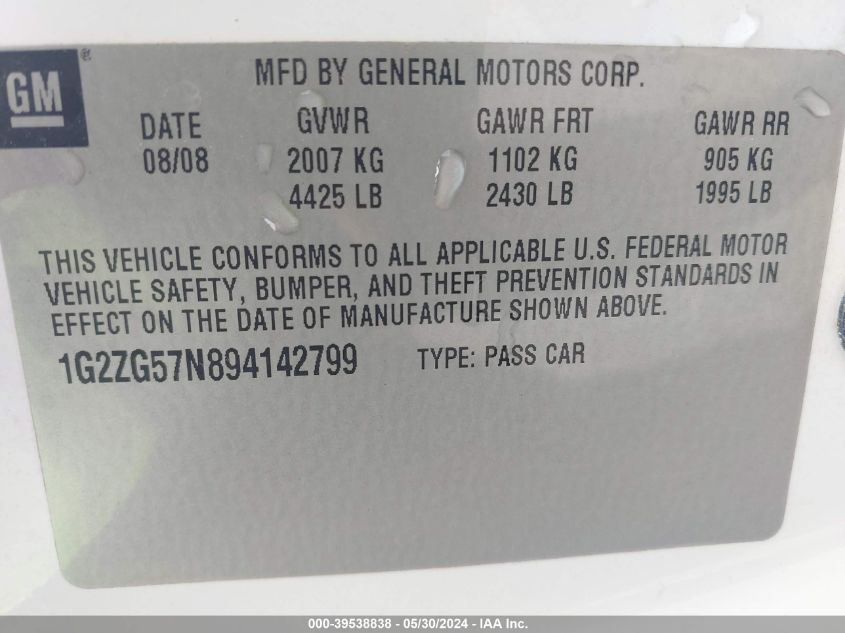 GM®
MFD BY GENERAL MOTORS CORP.
DATE GVWR GAWR FRT GAWR RR
08/08 2007 KG 1102 KG 905 KG
4425 LB 2430 LB 1995 LB
THIS VEHICLE CONFORMS TO ALL APPLICABLE U.S. FEDERAL MOTOR
VEHICLE SAFETY, BUMPER, AND THEFT PREVENTION STANDARDS IN
EFFECT ON THE DATE OF MANUFACTURE SHOWN ABOVE.
1G2ZG57N894142799 TYPE: PASS CAR
000-39538838 - 05/30/2024 - IAA Inc.